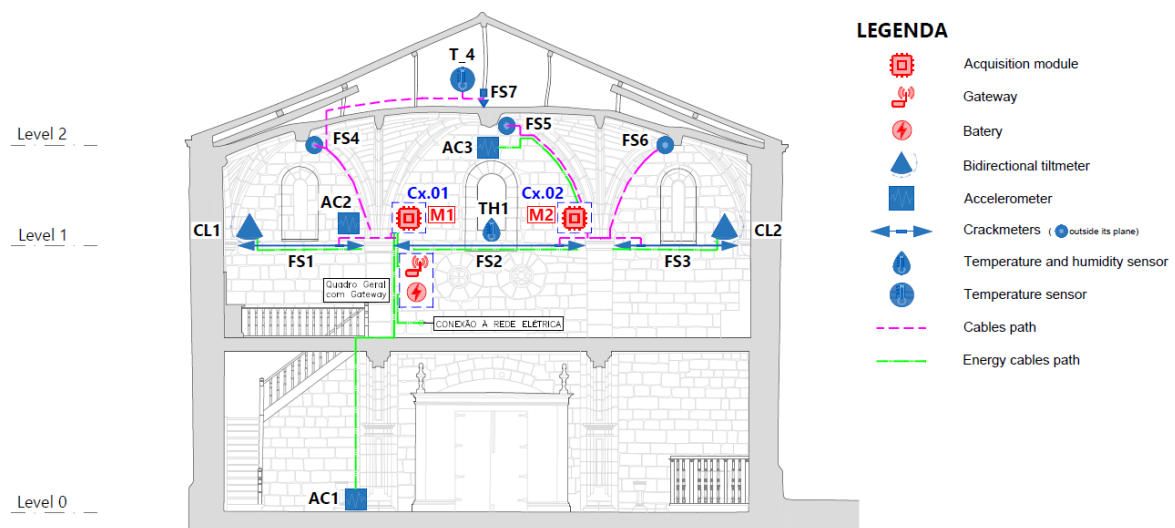 T_4
FS7
Level 2
FS4
FS5
FS6
AC3
Cx.01
Cx.02
AC2
M1
TH1
M2
CL1
CL2
Level 1
FS1
FS2
FS3
Quadro Geral
com Gateway
CONEXÃO À REDE ELÉTRICA
AC1
Level 0
LEGENDA
Acquisition module
Gateway
Batery
Bidirectional tiltmeter
Accelerometer
Crackmeters ( outside its plane)
Temperature and humidity sensor
Temperature sensor
Cables path
Energy cables path